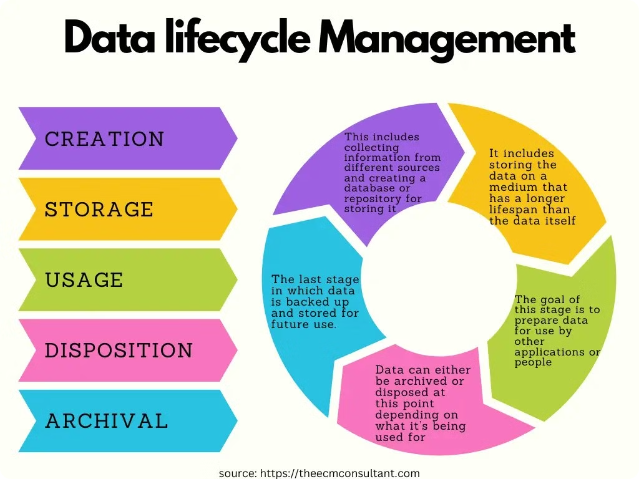 Data lifecycle Management
CREATION
STORAGE
USAGE
DISPOSITION
ARCHIVAL
This includes
collecting
information from
different sources
and creating a
database or
repository for
storing it
It includes
storing the
data on a
medium that
has a longer
lifespan than
the data itself
The goal of
this stage is to
prepare data
for use by
other
applications or
people
Data can either
be archived or
disposed at
this point
depending on
what it's being
used for
The last stage
in which data
is backed up
and stored for
future use.
source: https://theecmconsultant.com